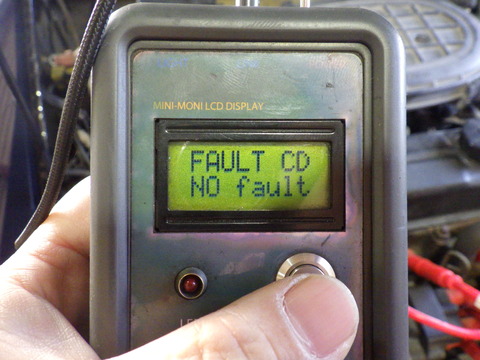 MINI-MONI LCD DISPLAY
FAULT CD
NO fault